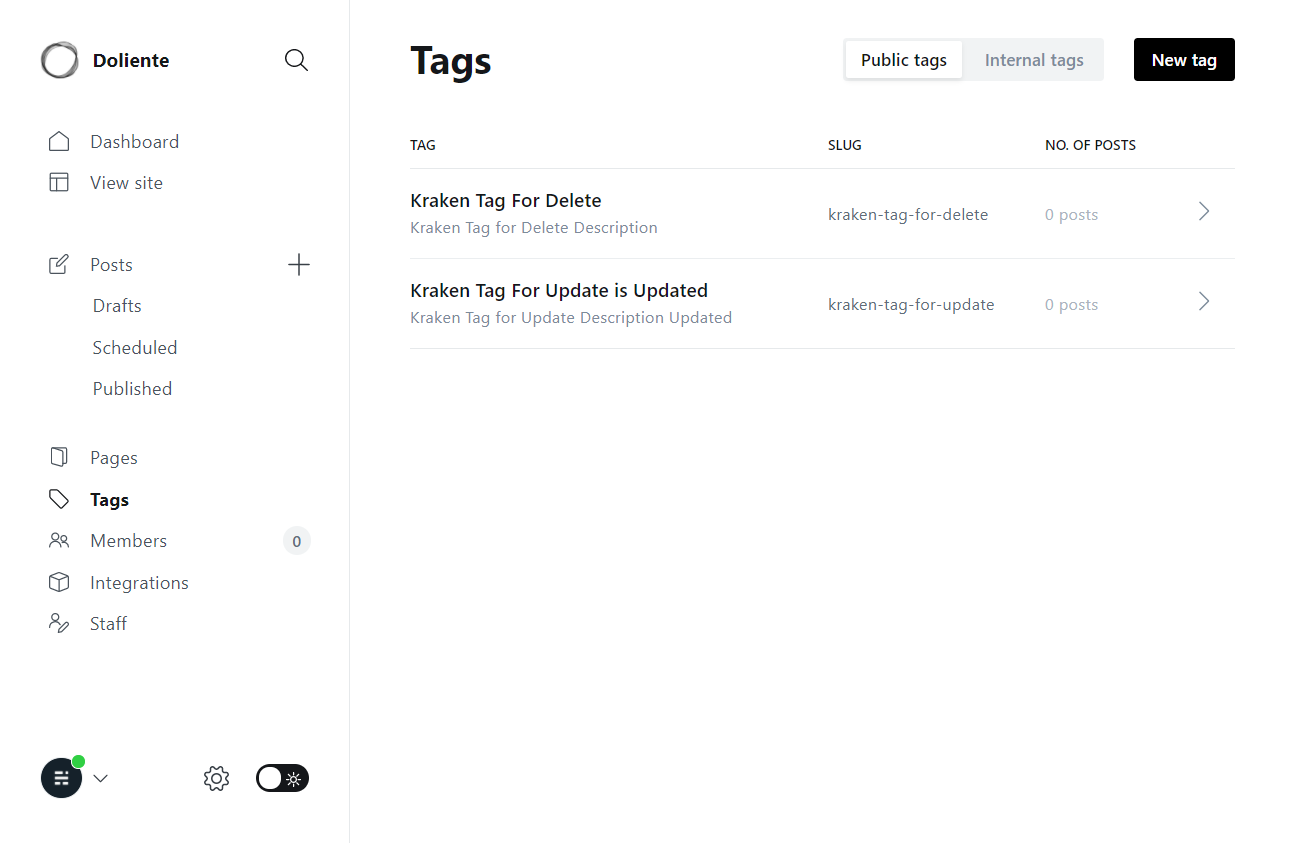 Doliente
Dashboard
View site
Posts
Drafts
Scheduled
Published
Pages
Tags
Members 0
Integrations
Staff
Tags
Public tags Internal tags New tag
TAG SLUG NO. OF POSTS
Kraken Tag For Delete
Kraken Tag for Delete Description
kraken-tag-for-delete 0 posts
Kraken Tag For Update is Updated
Kraken Tag for Update Description Updated
kraken-tag-for-update 0 posts